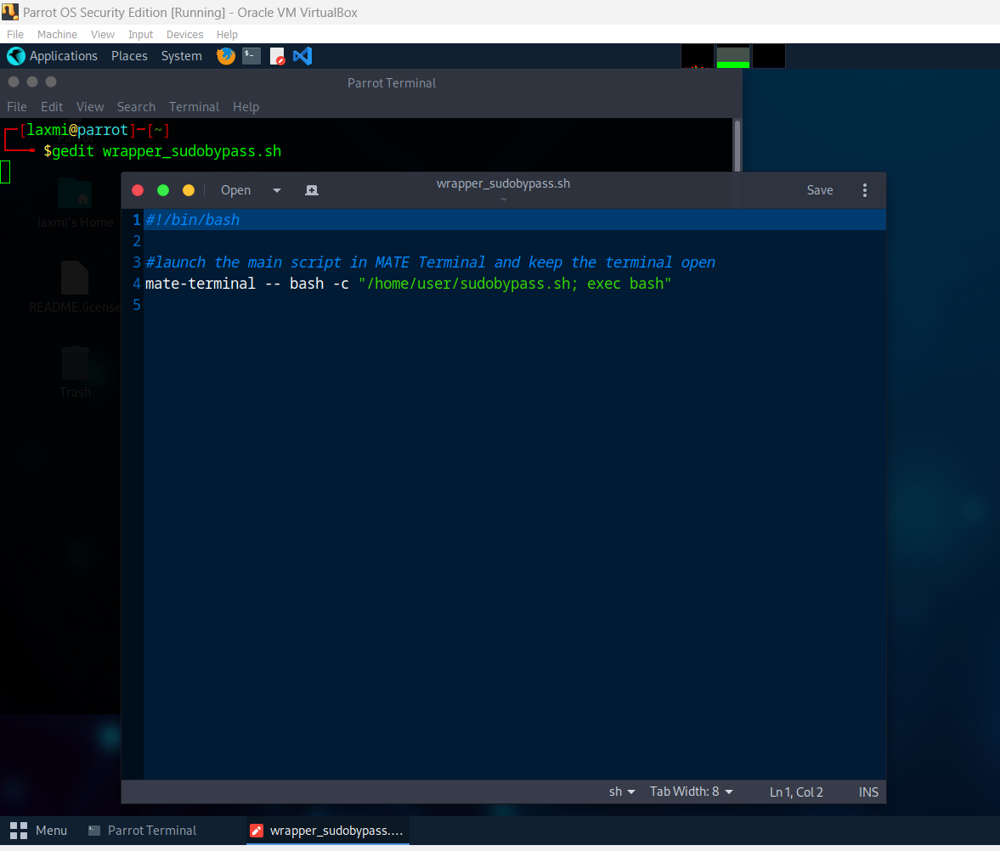 Parrot OS Security Edition [Running] - Oracle VM VirtualBox
File Machine View Input Devices Help
Applications Places System
Parrot Terminal
File Edit View Search Terminal Help
[laxmi@parrot]─[~]
$gedit wrapper_sudobypass.sh
Open wrapper_sudobypass.sh Save
~
1 #!/bin/bash
2
3 #launch the main script in MATE Terminal and keep the terminal open
4 mate-terminal -- bash -c "/home/user/sudobypass.sh; exec bash"
5
laxmi's Home
README.license
Trash
sh Tab Width: 8 Ln 1, Col 2 INS
Menu Parrot Terminal wrapper_sudobypass....